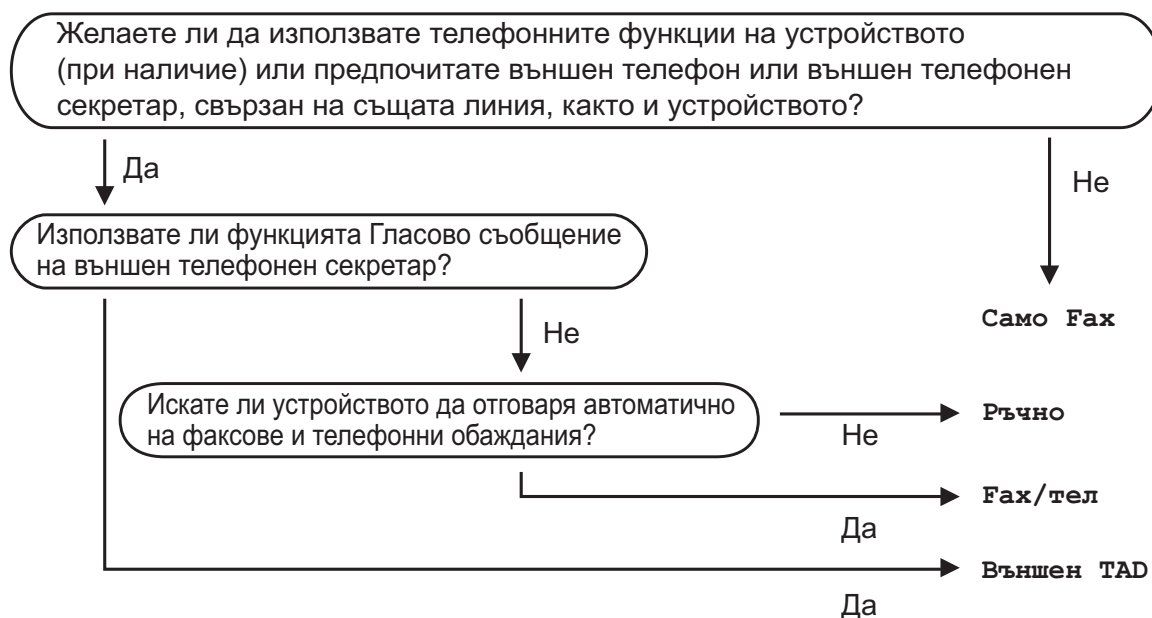 Желаете ли да използвате телефонните функции на устройството
(при наличие) или предпочитате външен телефон или външен телефонен
секретар, свързан на същата линия, както и устройството?
Да
Не
Използвате ли функцията Гласово съобщение
на външен телефонен секретар?
Не
Само Fax
Искате ли устройството да отговаря автоматично
на факсове и телефонни обаждания?
Не
Ръчно
Да
Fax/тел
Да
Външен TAD